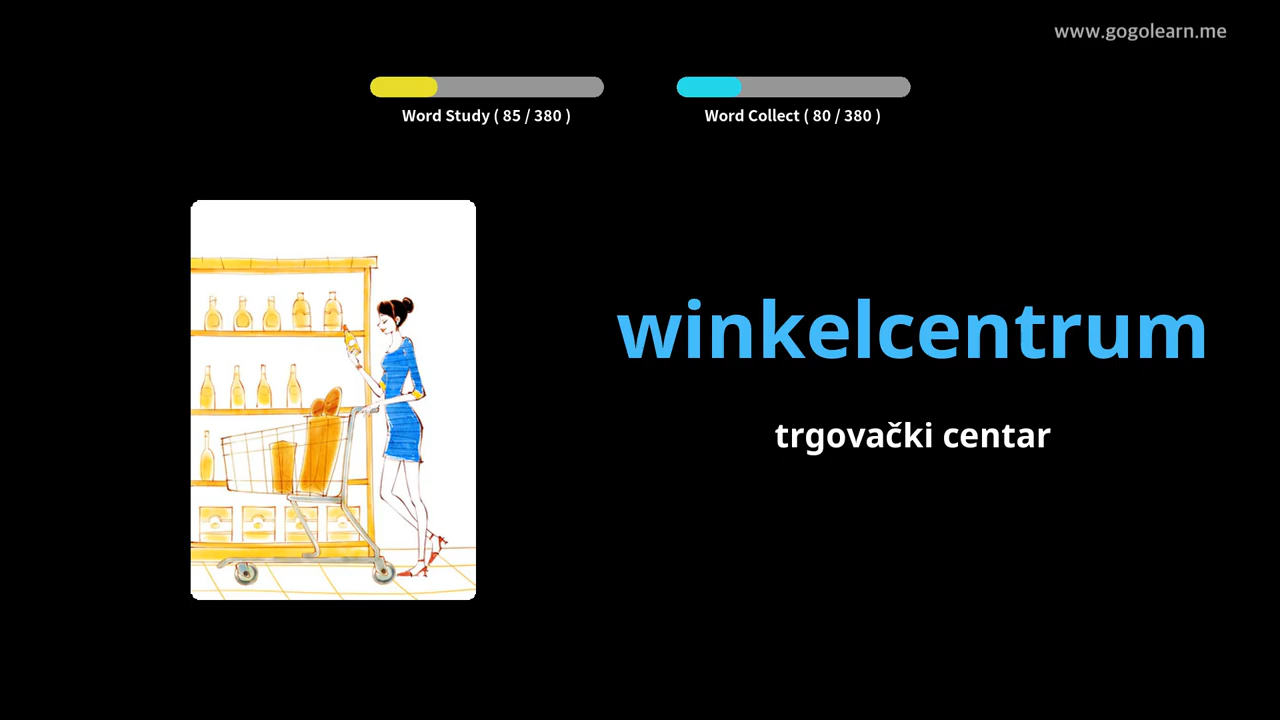 www.gogolearn.me
Word Study ( 85 / 380 )
Word Collect ( 80 / 380 )
winkelcentrum
trgovački centar